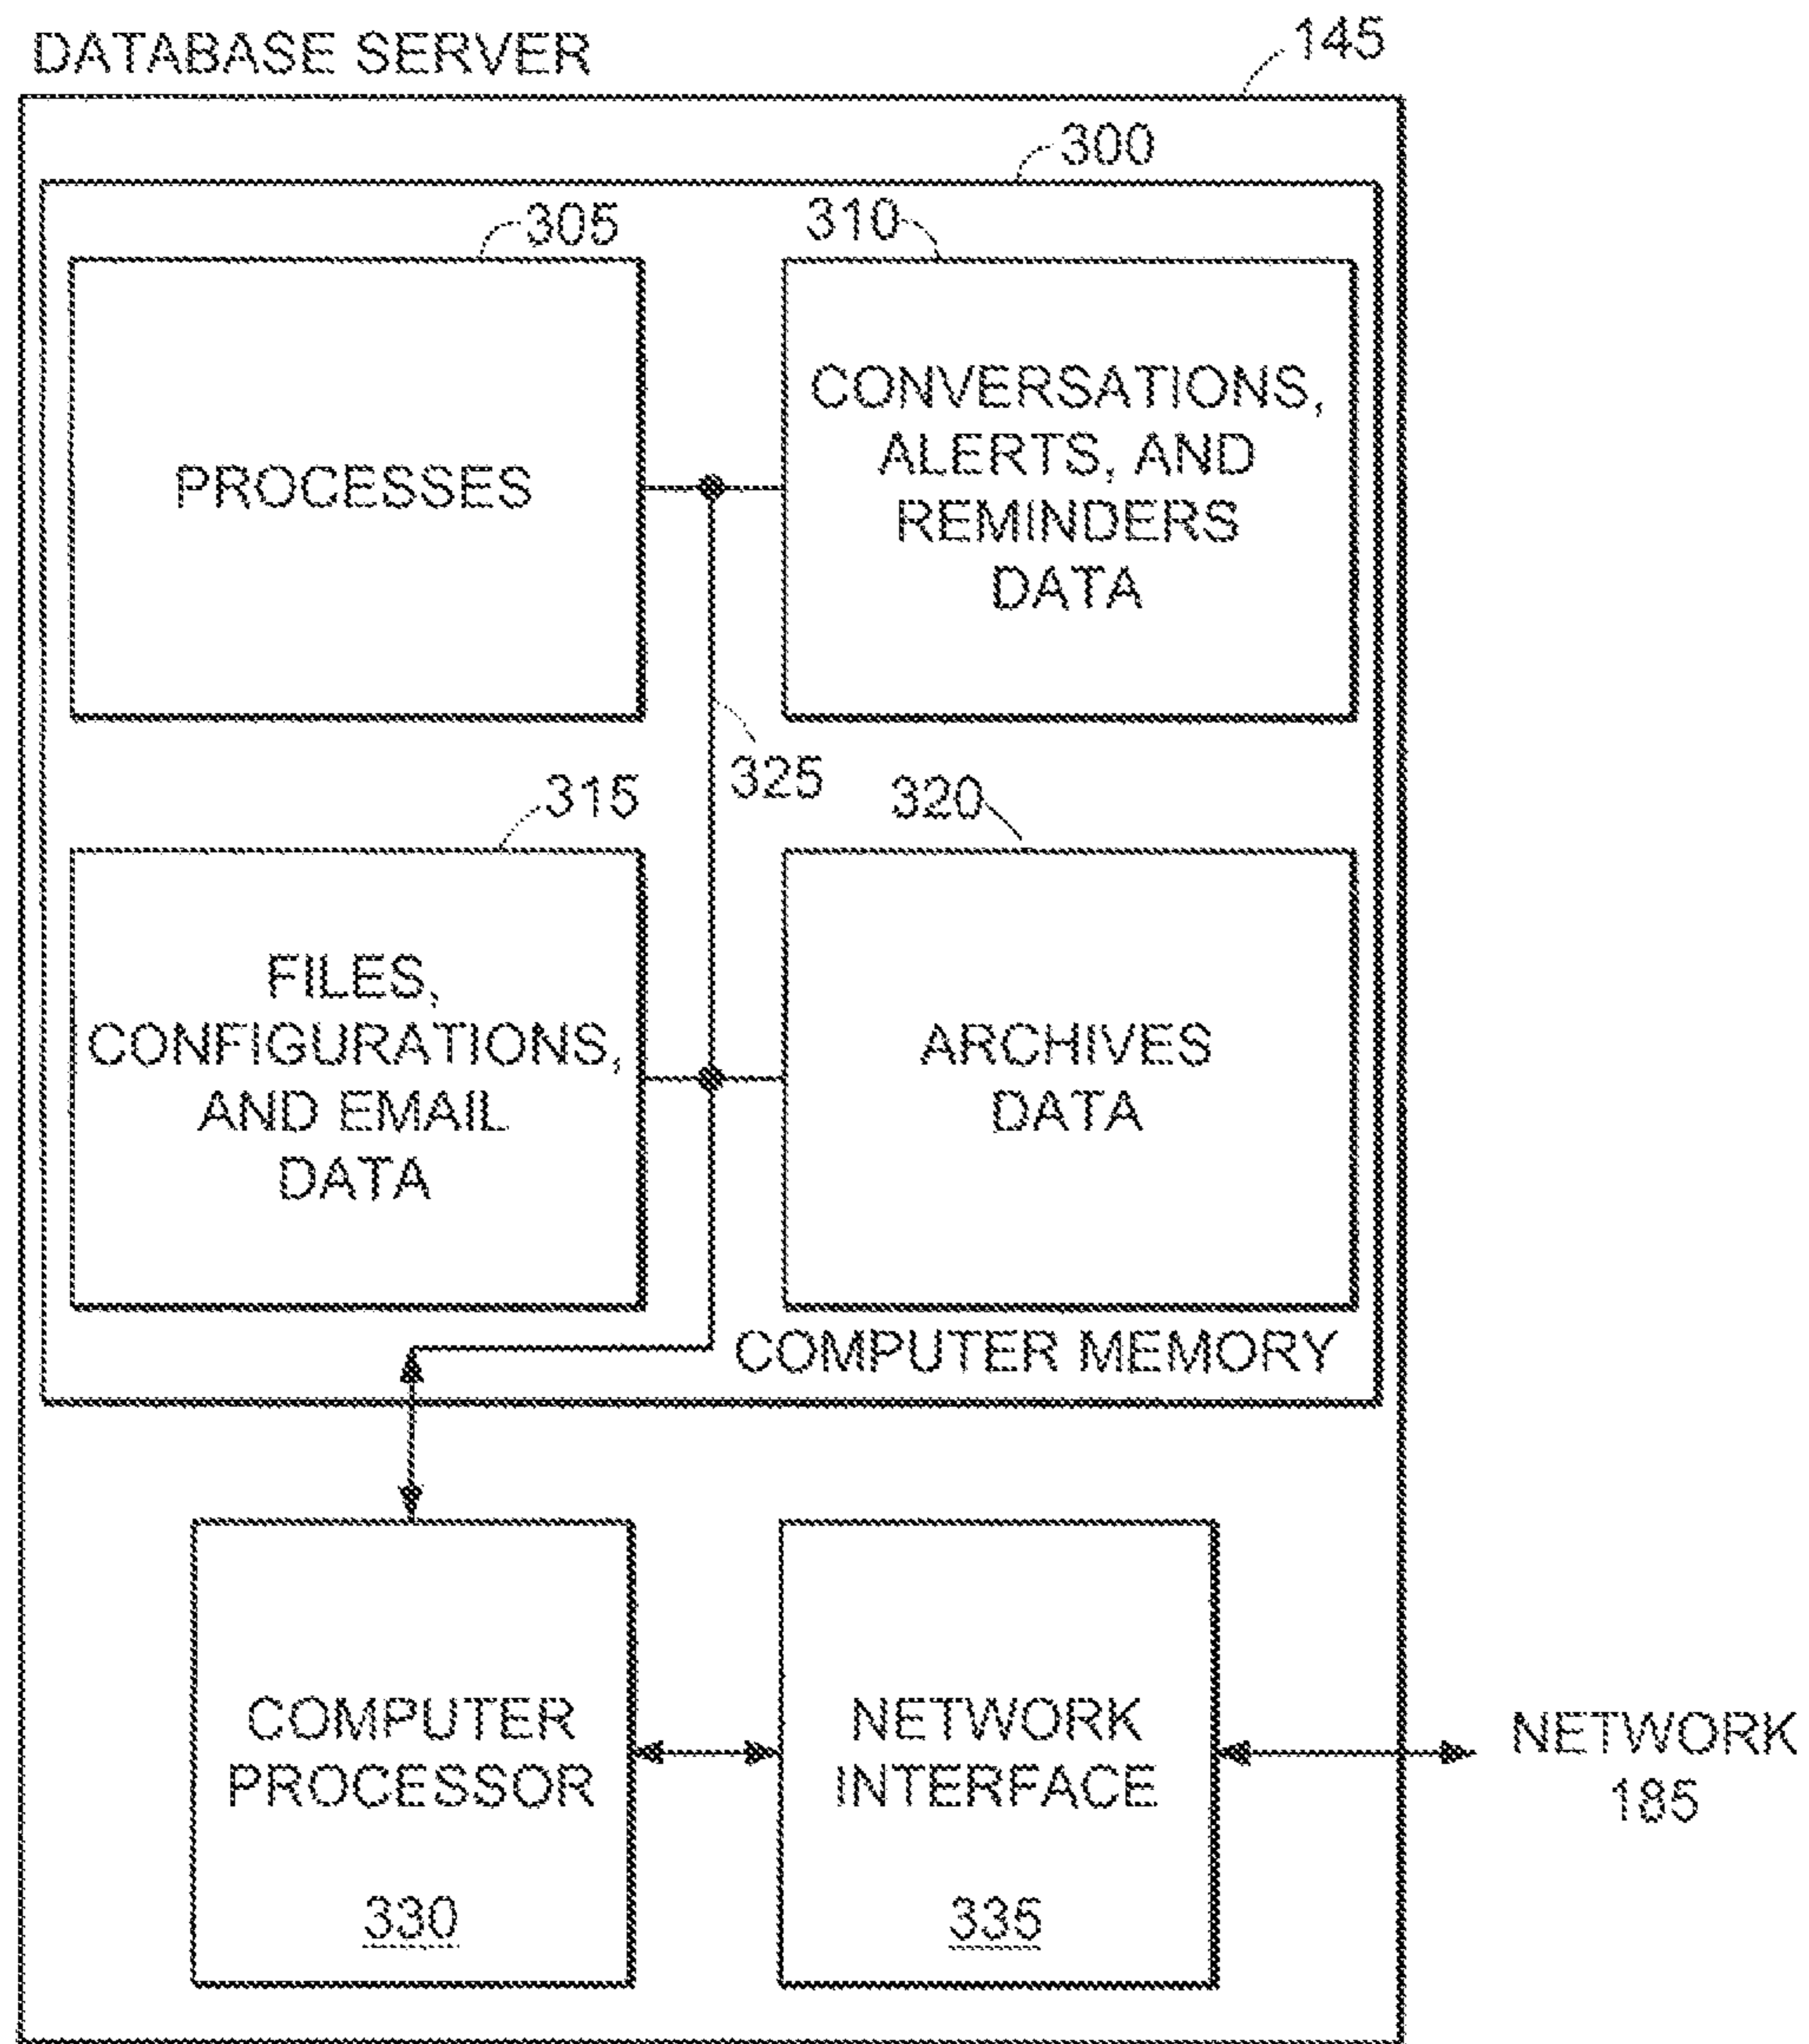 DATABASE SERVER
145
300
305
310
PROCESSES
CONVERSATIONS,
ALERTS, AND
REMINDERS
DATA
325
315
320
FILES,
CONFIGURATIONS,
AND EMAIL
DATA
ARCHIVES
DATA
COMPUTER MEMORY
COMPUTER
PROCESSOR
330
NETWORK
INTERFACE
335
NETWORK
185